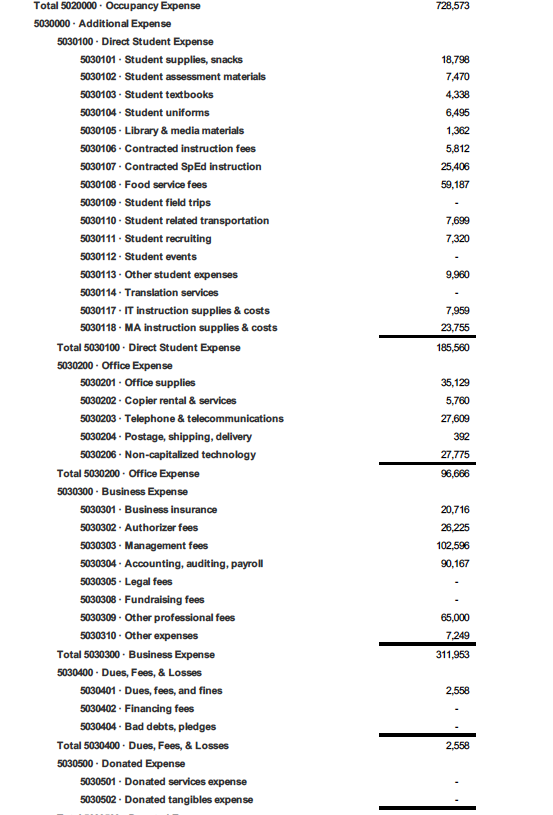 Total 5020000 · Occupancy Expense 728,573
5030000 · Additional Expense
5030100 · Direct Student Expense
5030101 · Student supplies, snacks 18,798
5030102 · Student assessment materials 7,470
5030103 · Student textbooks 4,338
5030104 · Student uniforms 6,495
5030105 · Library & media materials 1,362
5030106 · Contracted instruction fees 5,812
5030107 · Contracted SpEd instruction 25,406
5030108 · Food service fees 59,187
5030109 · Student field trips -
5030110 · Student related transportation 7,699
5030111 · Student recruiting 7,320
5030112 · Student events -
5030113 · Other student expenses 9,960
5030114 · Translation services -
5030117 · IT instruction supplies & costs 7,959
5030118 · MA instruction supplies & costs 23,755
Total 5030100 · Direct Student Expense 185,560
5030200 · Office Expense
5030201 · Office supplies 35,129
5030202 · Copier rental & services 5,760
5030203 · Telephone & telecommunications 27,609
5030204 · Postage, shipping, delivery 392
5030206 · Non-capitalized technology 27,775
Total 5030200 · Office Expense 96,666
5030300 · Business Expense
5030301 · Business insurance 20,716
5030302 · Authorizer fees 26,225
5030303 · Management fees 102,596
5030304 · Accounting, auditing, payroll 90,167
5030305 · Legal fees -
5030308 · Fundraising fees -
5030309 · Other professional fees 65,000
5030310 · Other expenses 7,249
Total 5030300 · Business Expense 311,953
5030400 · Dues, Fees, & Losses
5030401 · Dues, fees, and fines 2,558
5030402 · Financing fees -
5030404 · Bad debts, pledges -
Total 5030400 · Dues, Fees, & Losses 2,558
5030500 · Donated Expense
5030501 · Donated services expense -
5030502 · Donated tangibles expense -